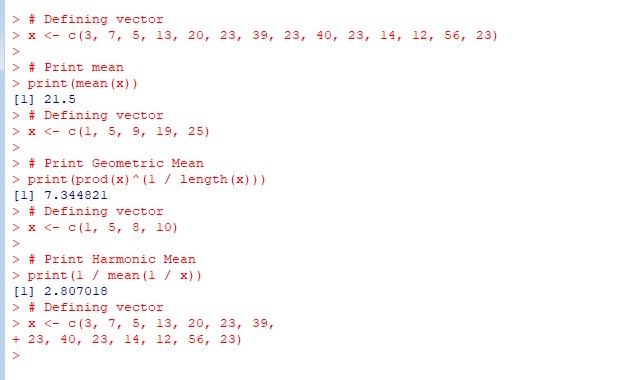 > # Defining vector
> x <- c(3, 7, 5, 13, 20, 23, 39, 23, 40, 23, 14, 12, 56, 23)
>
> # Print mean
> print(mean(x))
[1] 21.5
> # Defining vector
> x <- c(1, 5, 9, 19, 25)
>
> # Print Geometric Mean
> print(prod(x)^(1 / length(x)))
[1] 7.344821
> # Defining vector
> x <- c(1, 5, 8, 10)
>
> # Print Harmonic Mean
> print(1 / mean(1 / x))
[1] 2.807018
> # Defining vector
> x <- c(3, 7, 5, 13, 20, 23, 39,
+ 23, 40, 23, 14, 12, 56, 23)
>